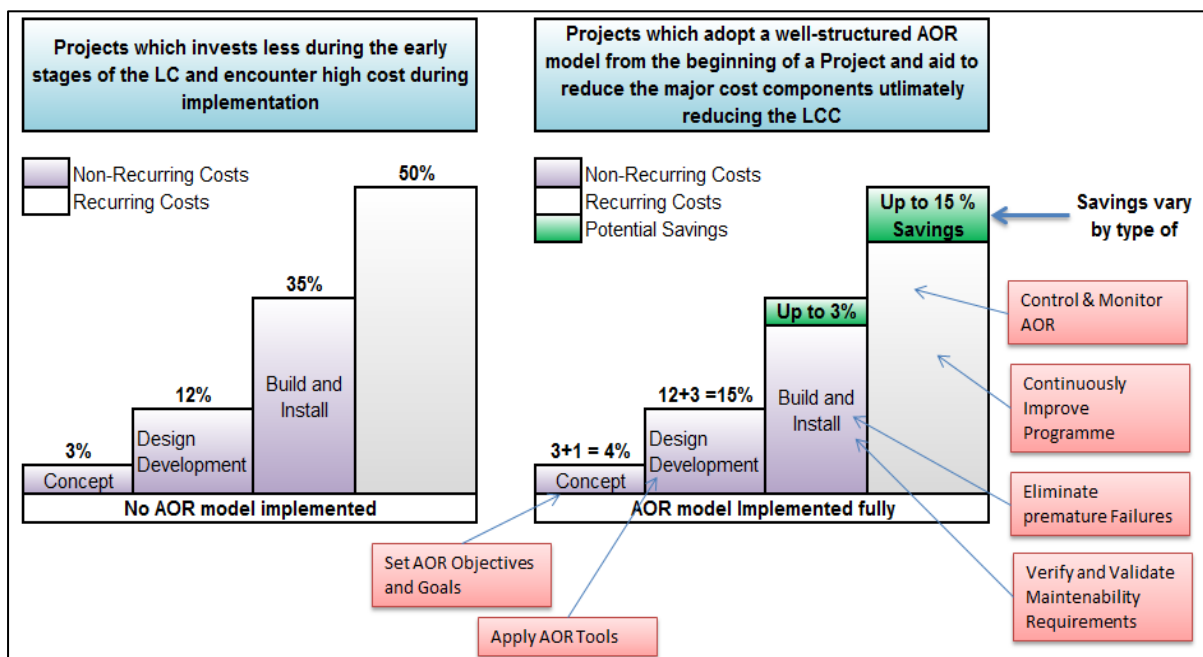 Projects which invests less during the early
stages of the LC and encounter high cost during
implementation
Non-Recurring Costs
Recurring Costs
50%
35%
12%
3%
Build and
Install
Design
Development
Concept
No AOR model implemented
Projects which adopt a well-structured AOR
model from the beginning of a Project and aid to
reduce the major cost components utlimately
reducing the LCC
Non-Recurring Costs
Recurring Costs
Potential Savings
Up to 15 %
Savings
Savings vary
by type of
Up to 3%
12+3 =15%
3+1 = 4%
Build and
Install
Design
Development
Concept
AOR model Implemented fully
Control & Monitor
AOR
Continuously
Improve
Programme
Eliminate
premature Failures
Verify and Validate
Maintenability
Requirements
Set AOR Objectives
and Goals
Apply AOR Tools